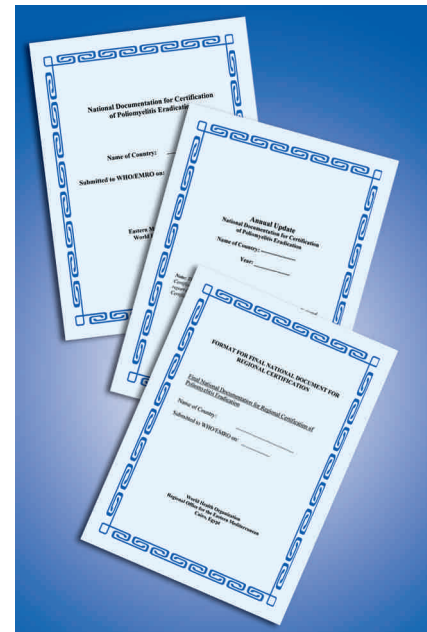 National Documentation for Certification
of Poliomyelitis Eradication
Name of Country:
Submitted to WHO/EMRO on:
Eastern
World
Annual Update
National Documentation for Certification
of Poliomyelitis Eradication
Name of Country:
Year:
FORMAT FOR FINAL NATIONAL DOCUMENT FOR
REGIONAL CERTIFICATION
Final National Documentation for Regional Certification of
Poliomyelitis Eradication
Name of Country:
Submitted to WHO/EMRO on:
World Health Organization
Regional Office for the Eastern Mediterranean
Cairo, Egypt